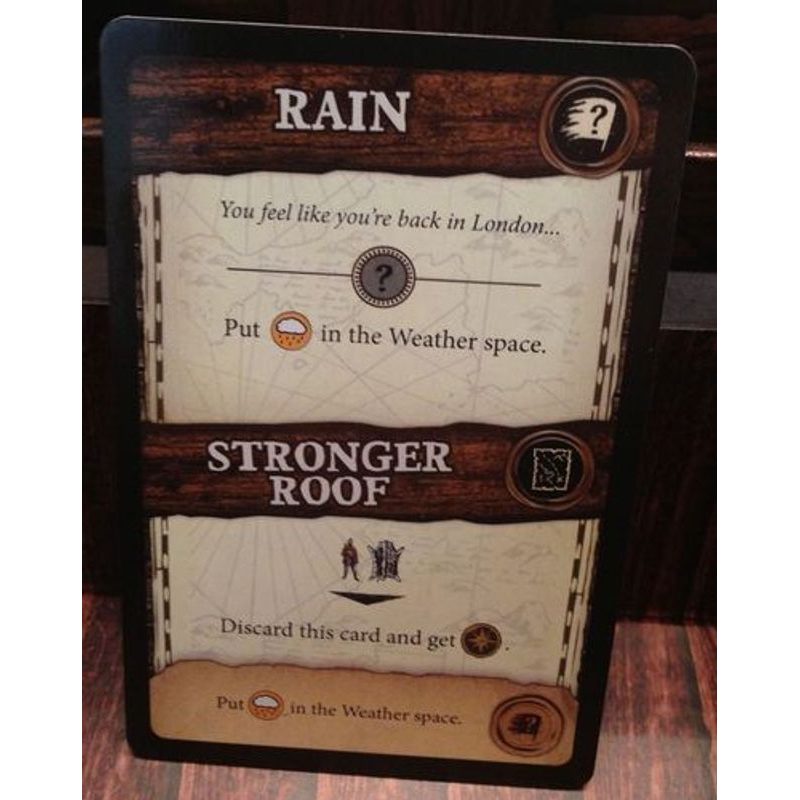 RAIN
?
You feel like you're back in London...
?
Put in the Weather space.
STRONGER
ROOF
Discard this card and get .
Put in the Weather space.
?